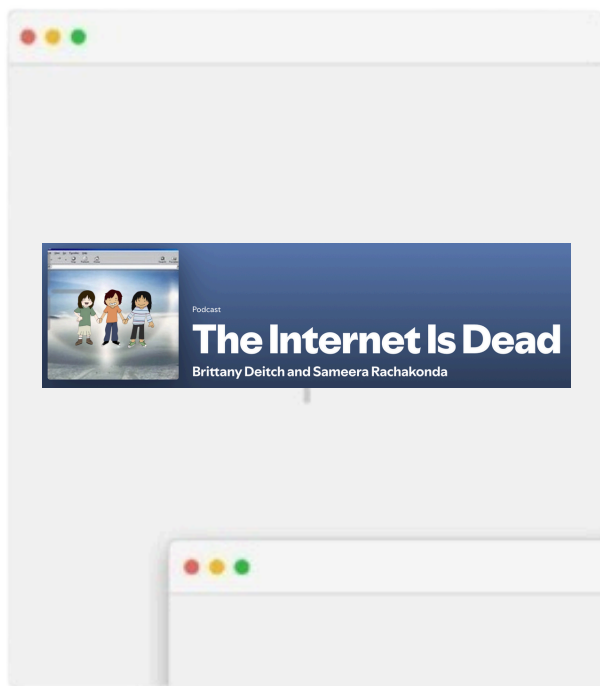 Podcast
The Internet Is Dead
Brittany Deitch and Sameera Rachakonda